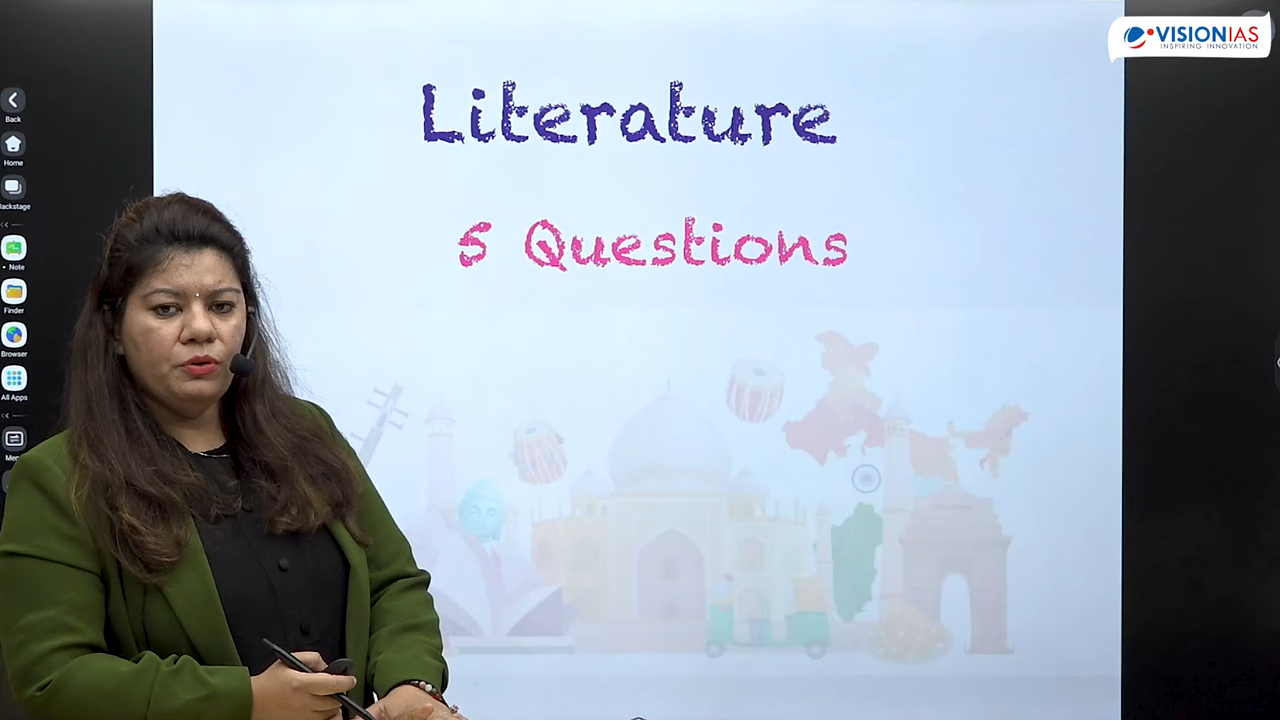 VISIONIAS
INSPIRING INNOVATION
Literature
5 Questions
Back
Home
Backstage
Note
Finder
Browser
All Apps